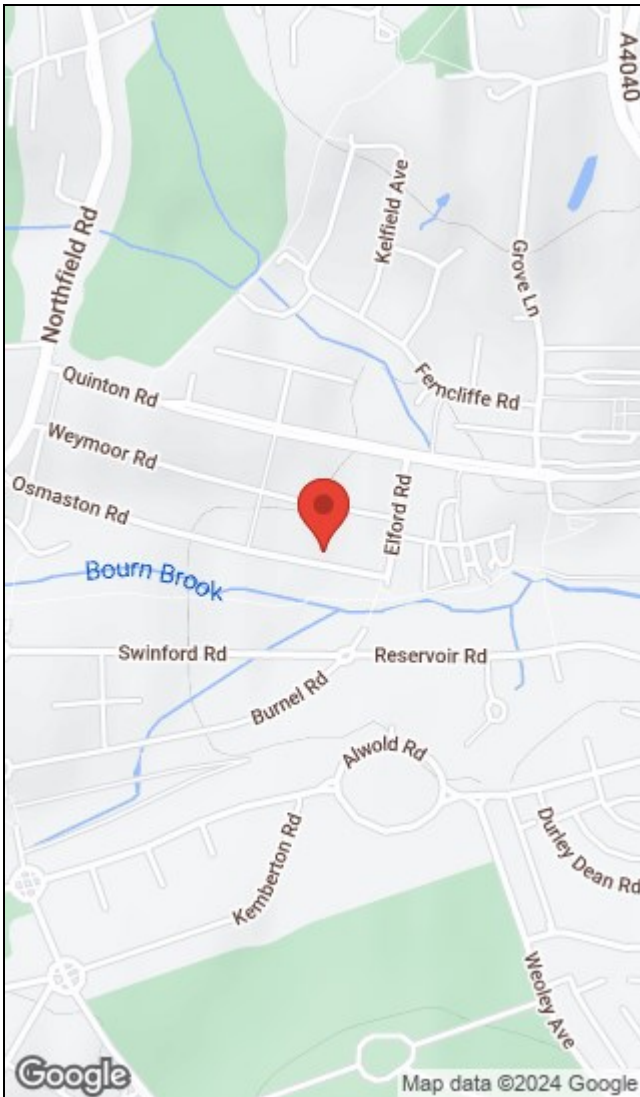 A4040
Kelfield Ave
Northfield Rd
Grove Ln
Quinton Rd
Ferncliffe Rd
Weymoor Rd
Osmaston Rd
Elford Rd
Bourn Brook
Swinford Rd
Reservoir Rd
Burnel Rd
Alwold Rd
Kemberton Rd
Durley Dean Rd
Weoley Ave
Google
Map data ©2024 Google